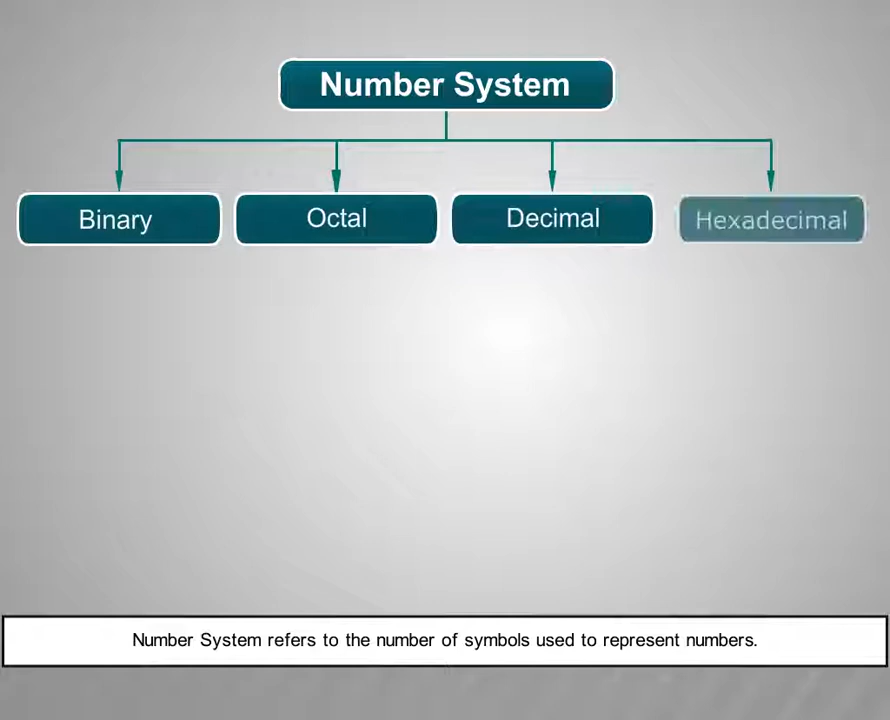 Number System
Binary Octal Decimal Hexadecimal
Number System refers to the number of symbols used to represent numbers.